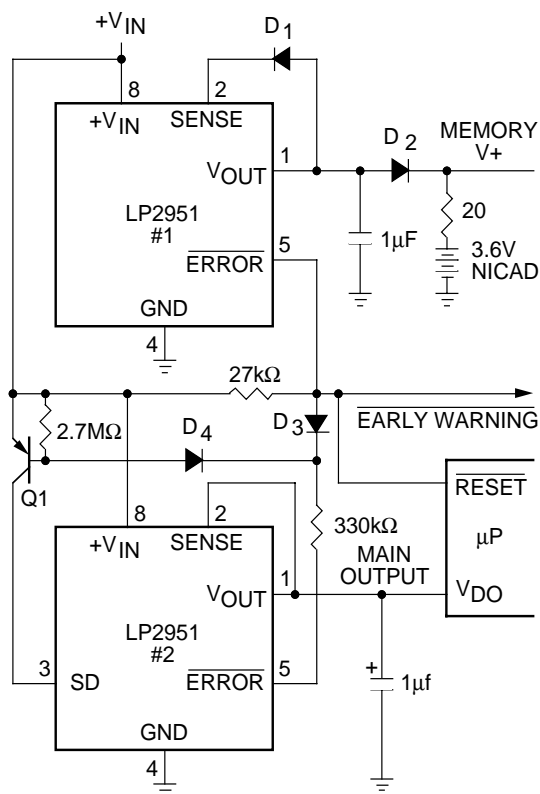 +VIN
D1
8
2
+VIN
SENSE
D2
MEMORY
V+
1
VOUT
LP2951
#1
20
1µF
5
ERROR
3.6V
NICAD
GND
4
27kΩ
EARLY WARNING
D3
2.7MΩ
D4
Q1
RESET
8
2
330kΩ
µP
+VIN
SENSE
MAIN
OUTPUT
1
VOUT
VDO
LP2951
#2
3
SD
5
ERROR
+
1µf
GND
4